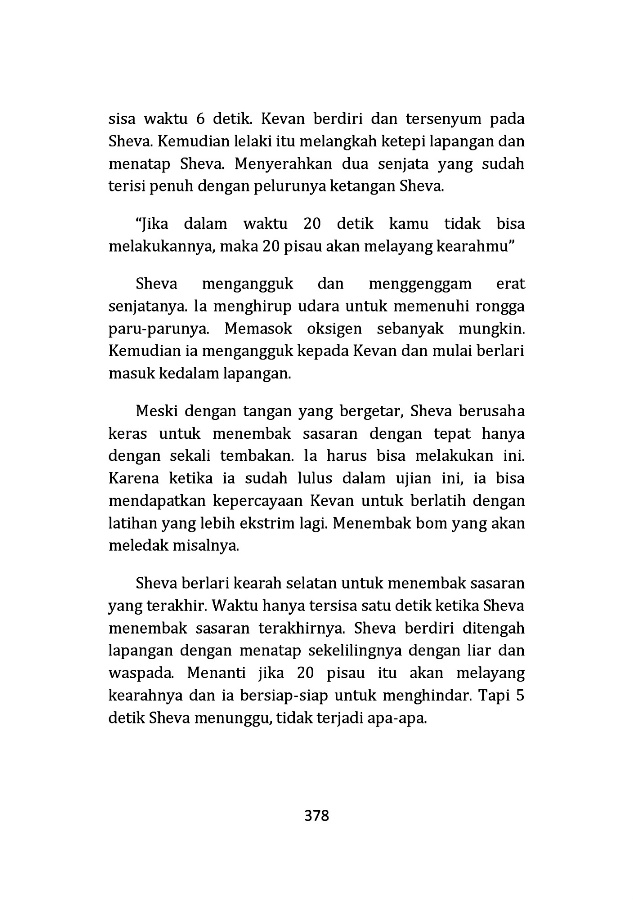 sisa waktu 6 detik. Kevan berdiri dan tersenyum pada
Sheva. Kemudian lelaki itu melangkah ketepi lapangan dan
menatap Sheva. Menyerahkan dua senjata yang sudah
terisi penuh dengan pelurunya ketangan Sheva.
“Jika dalam waktu 20 detik kamu tidak bisa
melakukannya, maka 20 pisau akan melayang kearahmu”
Sheva mengangguk dan menggenggam erat
senjatanya. Ia menghirup udara untuk memenuhi rongga
paru-parunya. Memasok oksigen sebanyak mungkin.
Kemudian ia mengangguk kepada Kevan dan mulai berlari
masuk kedalam lapangan.
Meski dengan tangan yang bergetar, Sheva berusaha
keras untuk menembak sasaran dengan tepat hanya
dengan sekali tembakan. Ia harus bisa melakukan ini.
Karena ketika ia sudah lulus dalam ujian ini, ia bisa
mendapatkan kepercayaan Kevan untuk berlatih dengan
latihan yang lebih ekstrim lagi. Menembak bom yang akan
meledak misalnya.
Sheva berlari kearah selatan untuk menembak sasaran
yang terakhir. Waktu hanya tersisa satu detik ketika Sheva
menembak sasaran terakhirnya. Sheva berdiri ditengah
lapangan dengan menatap sekelilingnya dengan liar dan
waspada. Menanti jika 20 pisau itu akan melayang
kearahnya dan ia bersiap-siap untuk menghindar. Tapi 5
detik Sheva menunggu, tidak terjadi apa-apa.
378